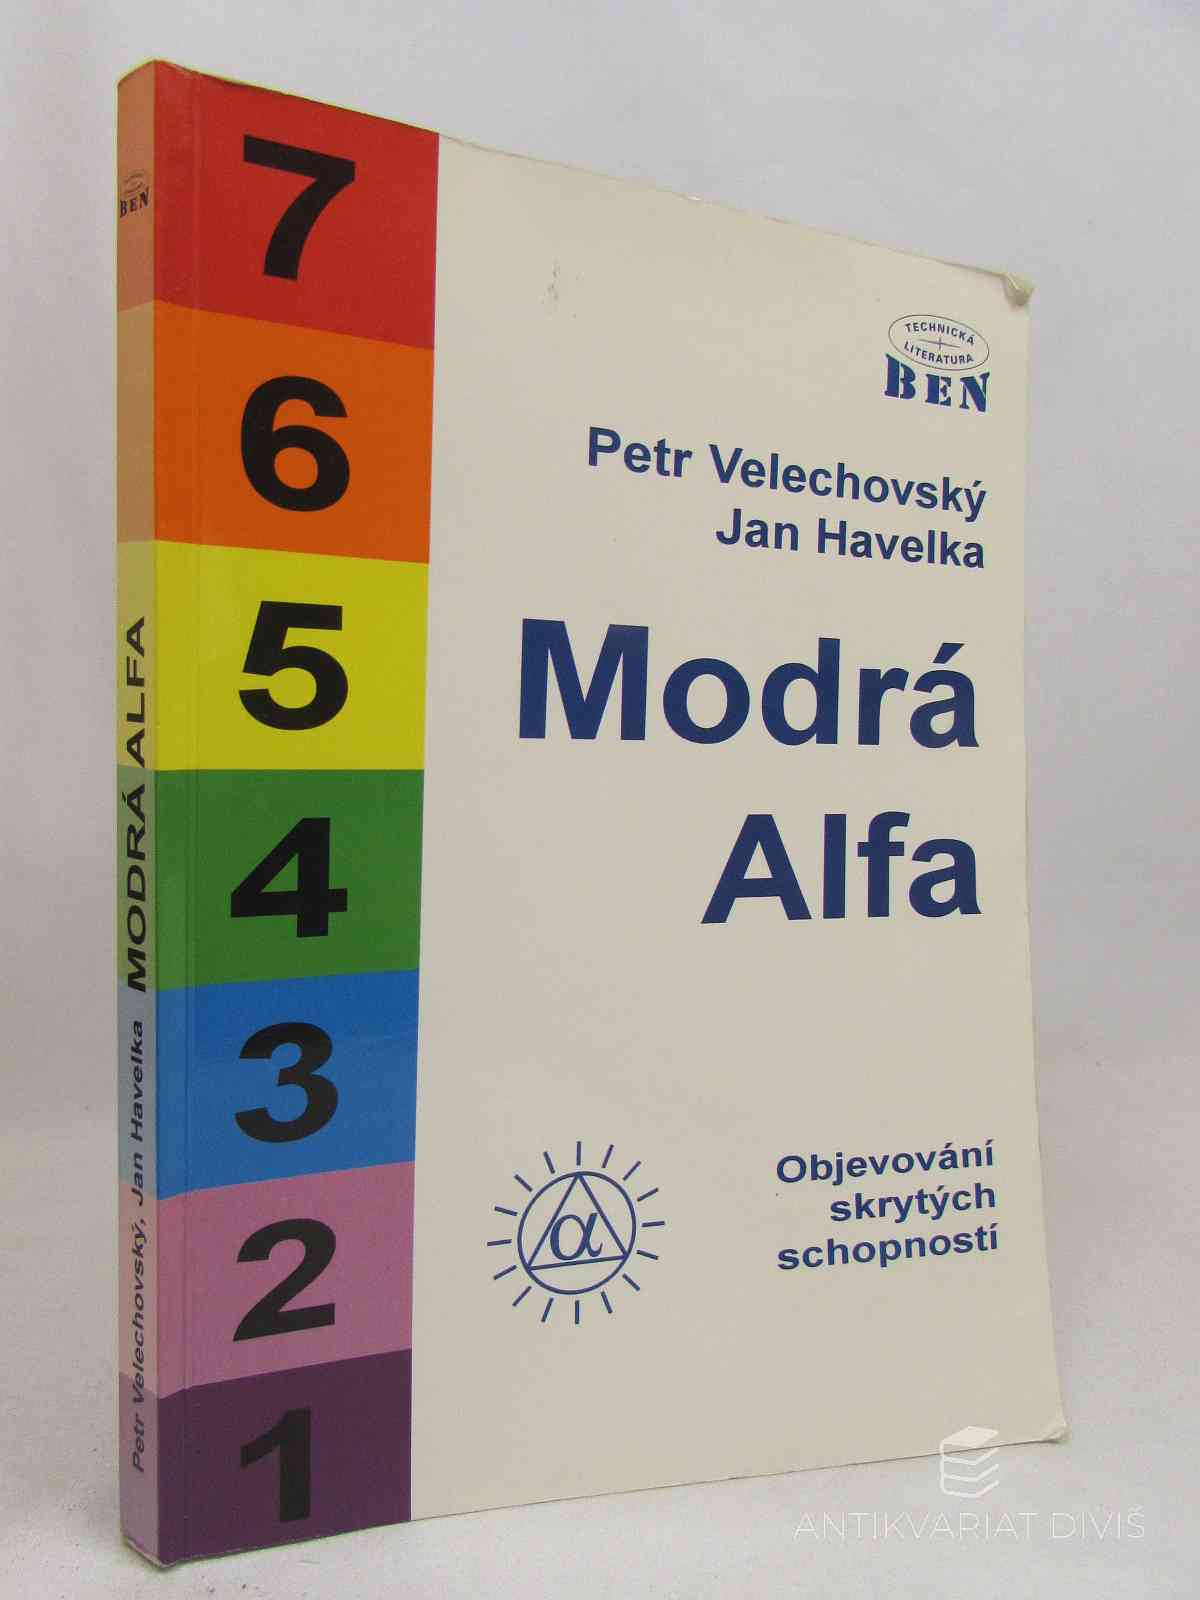 BEN
Petr Velechovský, Jan Havelka MODRÁ ALFA
7
6
5
4
3
2
1
TECHNICKÁ
LITERATURA
BEN
Petr Velechovský
Jan Havelka
Modrá
Alfa
α
Objevování
skrytých
schopností
ANTIKVARIAT DIVIŠ